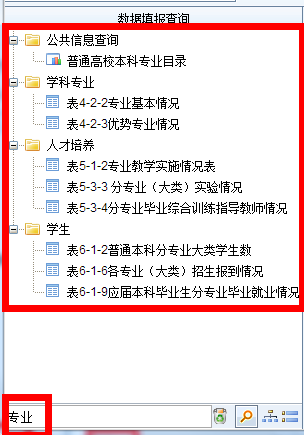 数据填报查询
公共信息查询
普通高校本科专业目录
学科专业
表4-2-2专业基本情况
表4-2-3优势专业情况
人才培养
表5-1-2专业教学实施情况表
表5-3-3 分专业（大类）实验情况
表5-3-4分专业毕业综合训练指导教师情况
学生
表6-1-2普通本科分专业大类学生数
表6-1-6各专业（大类）招生报到情况
表6-1-9应届本科毕业生分专业毕业就业情况
专业